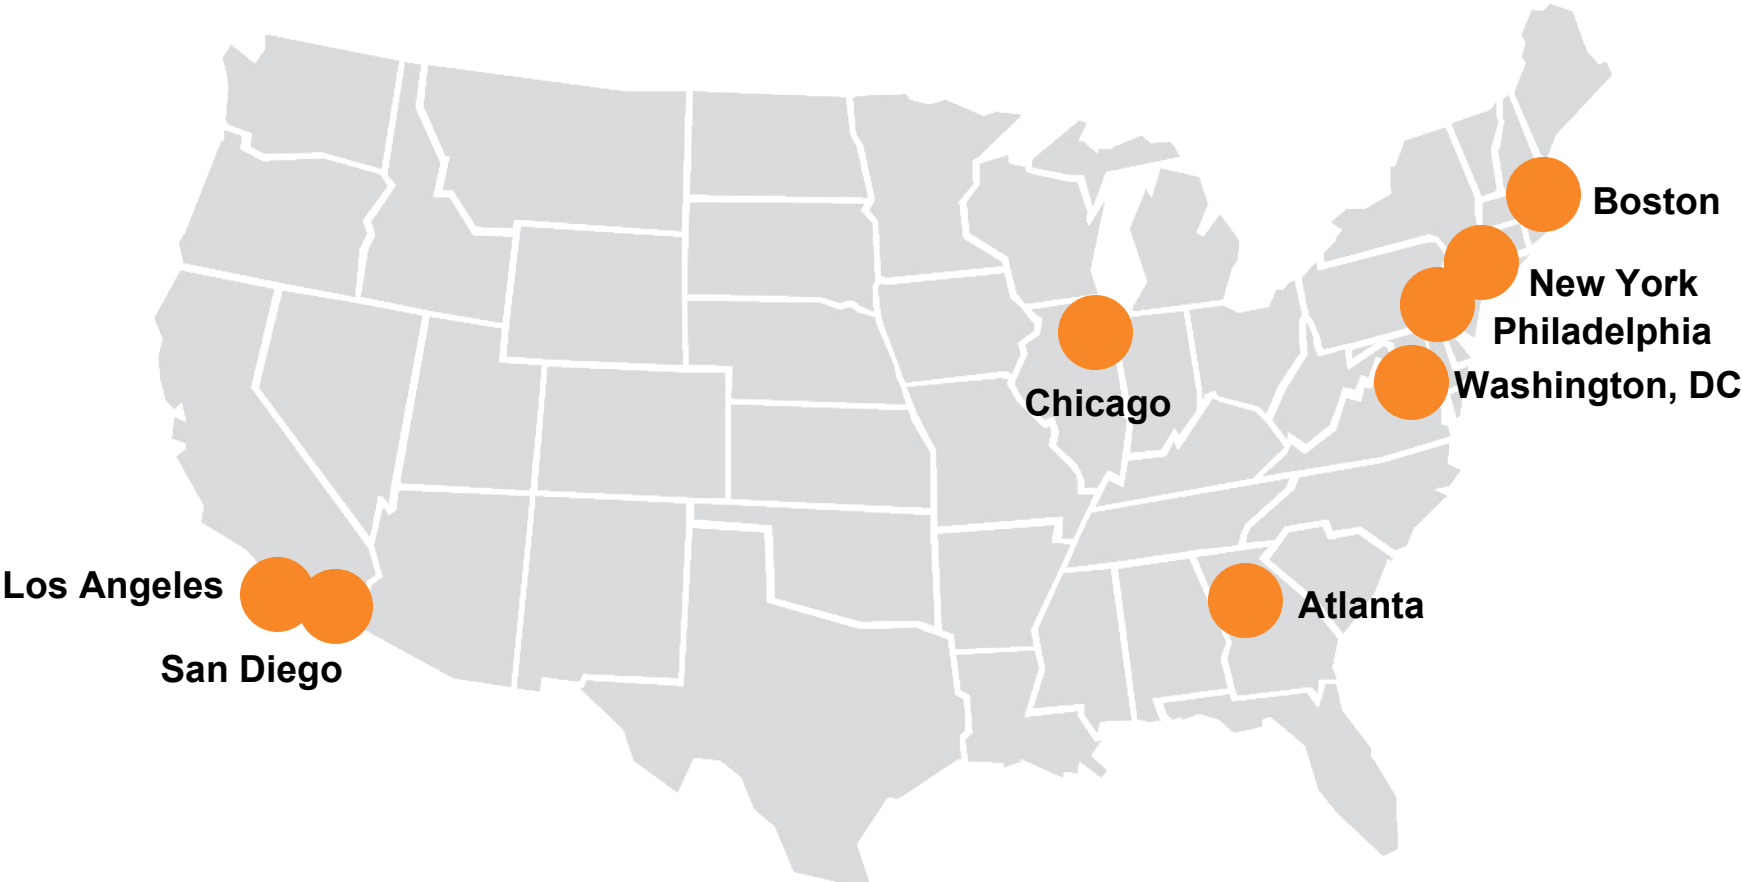 Boston
New York
Philadelphia
Washington, DC
Chicago
Los Angeles
Atlanta
San Diego